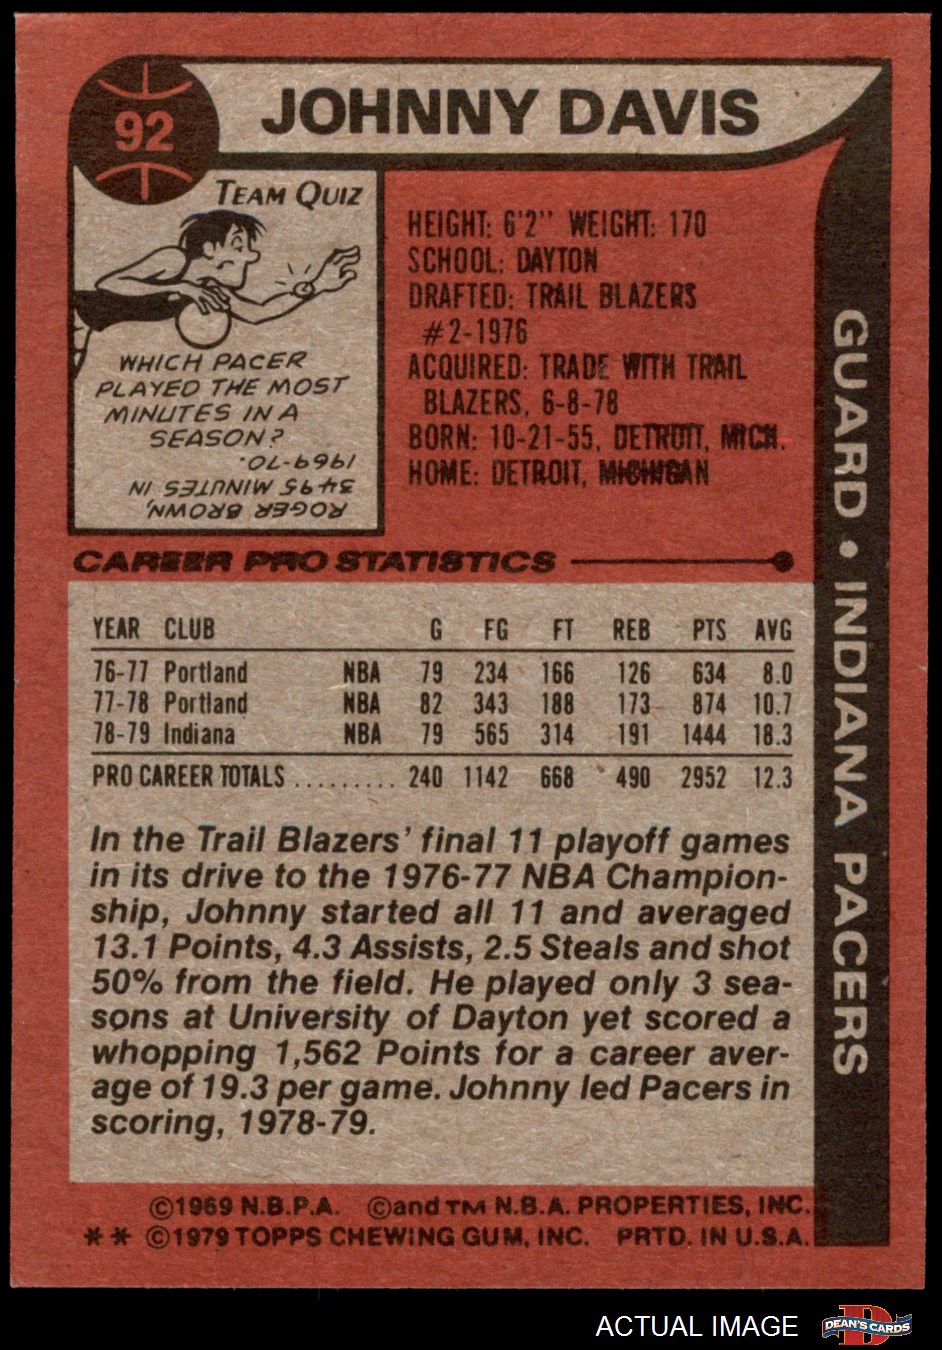 92
JOHNNY DAVIS
TEAM QUIZ
WHICH PACER
PLAYED THE MOST
MINUTES IN A
SEASON?
ROGER BROWN,
3495 MINUTES IN
1969-70.
HEIGHT: 6'2" WEIGHT: 170
SCHOOL: DAYTON
DRAFTED: TRAIL BLAZERS
#2-1976
ACQUIRED: TRADE WITH TRAIL
BLAZERS, 6-8-78
BORN: 10-21-55, DETROIT, MICH.
HOME: DETROIT, MICHIGAN
GUARD • INDIANA PACERS
CAREER PRO STATISTICS
YEAR CLUB G FG FT REB PTS AVG
76-77 Portland NBA 79 234 166 126 634 8.0
77-78 Portland NBA 82 343 188 173 874 10.7
78-79 Indiana NBA 79 565 314 191 1444 18.3
PRO CAREER TOTALS ......... 240 1142 668 490 2952 12.3
In the Trail Blazers' final 11 playoff games
in its drive to the 1976-77 NBA Champion-
ship, Johnny started all 11 and averaged
13.1 Points, 4.3 Assists, 2.5 Steals and shot
50% from the field. He played only 3 sea-
sons at University of Dayton yet scored a
whopping 1,562 Points for a career aver-
age of 19.3 per game. Johnny led Pacers in
scoring, 1978-79.
©1969 N.B.P.A. ©and TM N.B.A. PROPERTIES, INC.
** ©1979 TOPPS CHEWING GUM, INC. PRTD. IN U.S.A.
ACTUAL IMAGE
DEAN'S CARDS